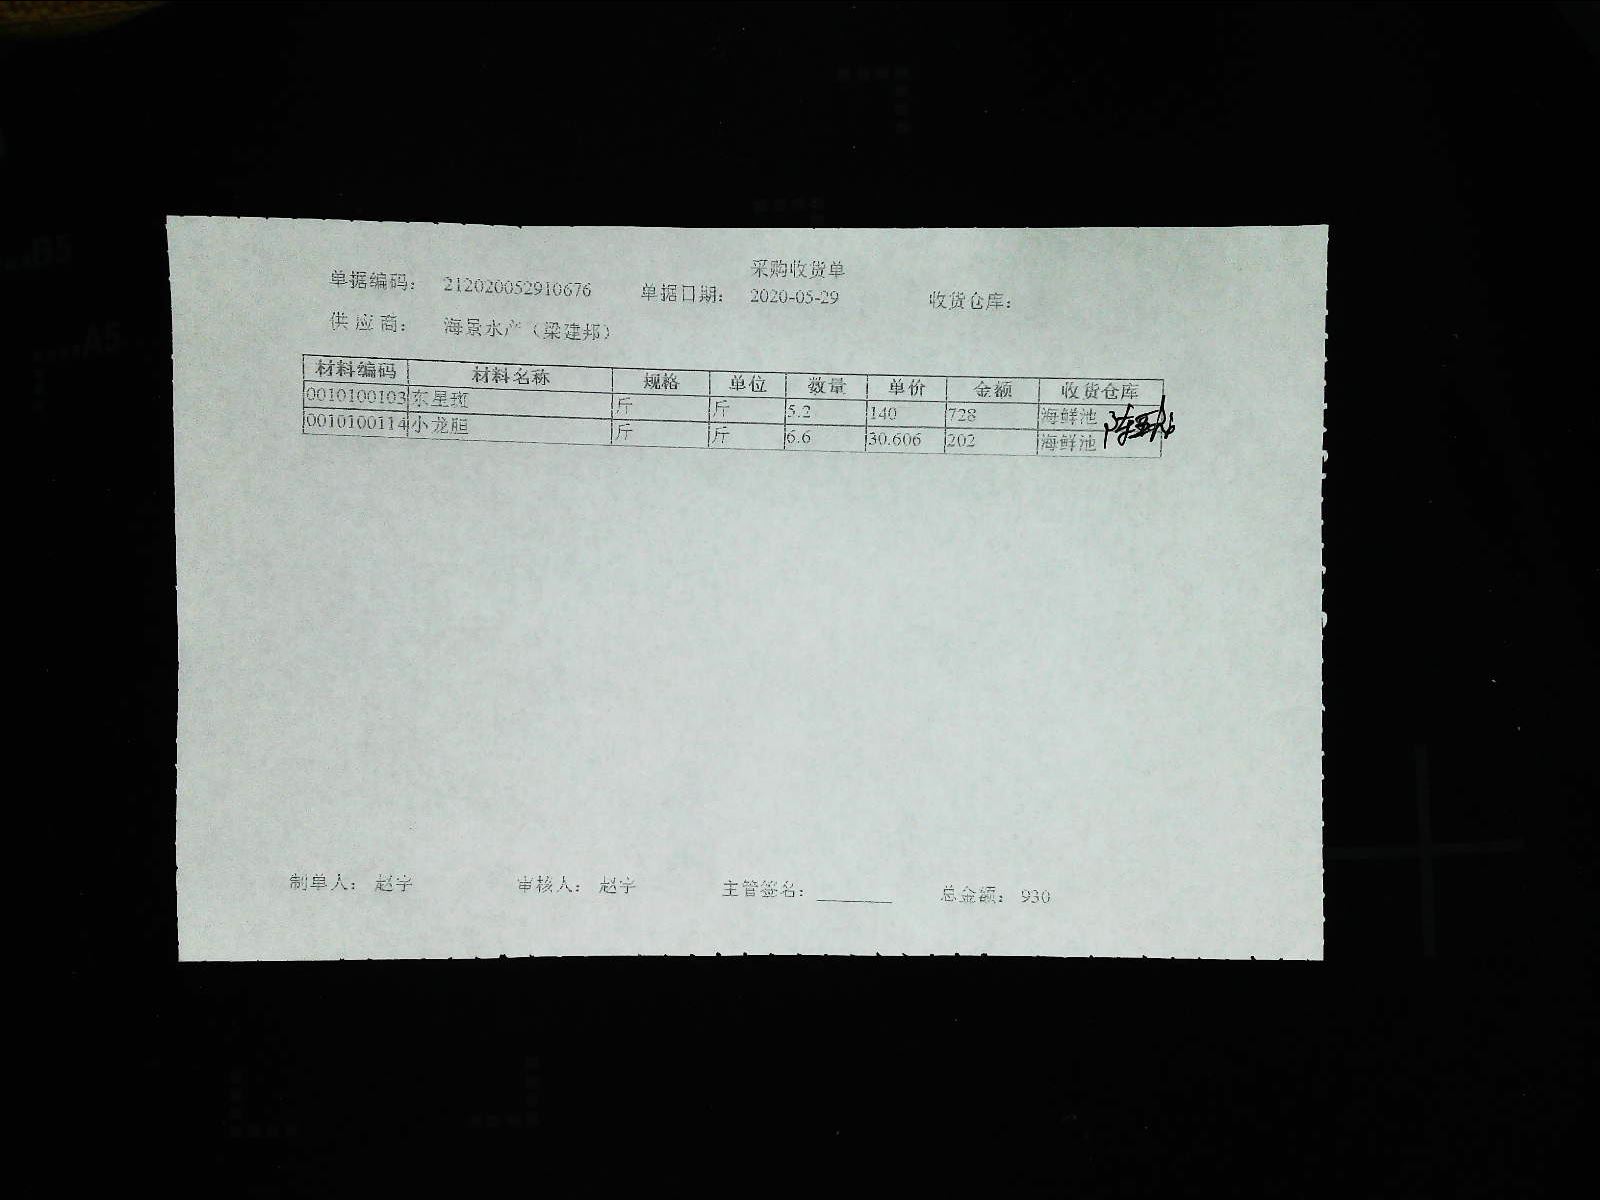 采购收货单
单据编码: 212020052910676 单据日期: 2020-05-29 收货仓库:
供应商: 海景水产（梁建邦）
材料编码 材料名称 规格 单位 数量 单价 金额 收货仓库
0010100103 东星斑 斤 斤 5.2 140 728 海鲜池
0010100114 小龙胆 斤 斤 6.6 30.606 202 海鲜池
制单人: 赵宇 审核人: 赵宇 主管签名: ________ 总金额: 930